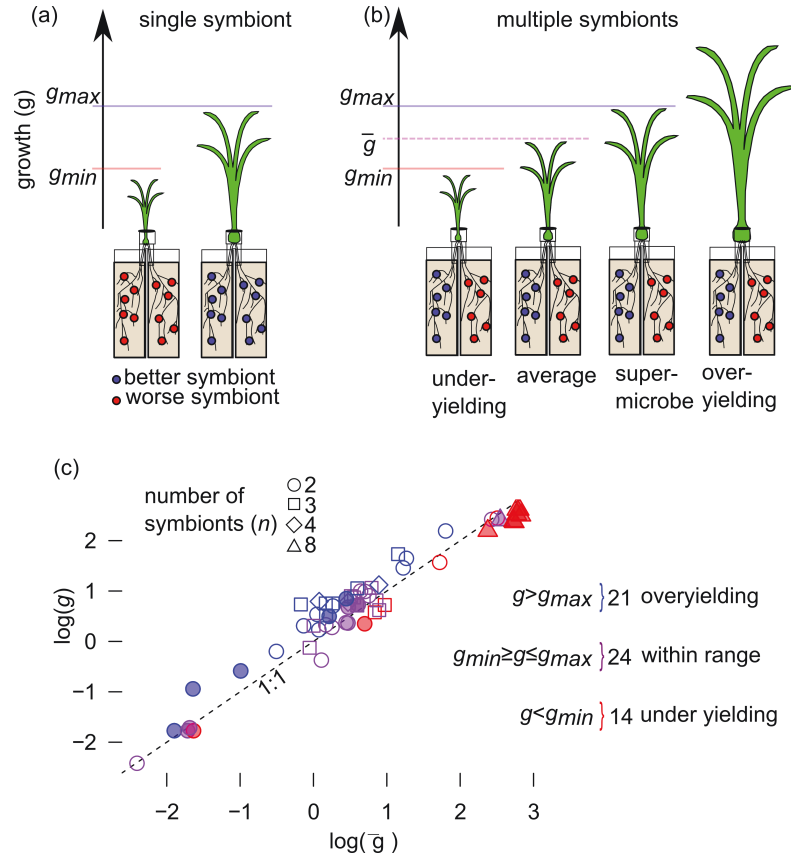 (a) single symbiont
growth (g)
gmax
gmin
better symbiont
worse symbiont
(b) multiple symbionts
gmax
g̅
gmin
under-
yielding
average
super-
microbe
over-
yielding
(c)
number of
symbionts (n)
2
3
4
8
log(g)
2
1
0
−1
−2
1:1
g>gmax }21 overyielding
gmin≥g≤gmax }24 within range
g<gmin }14 under yielding
−2 −1 0 1 2 3
log(g̅)